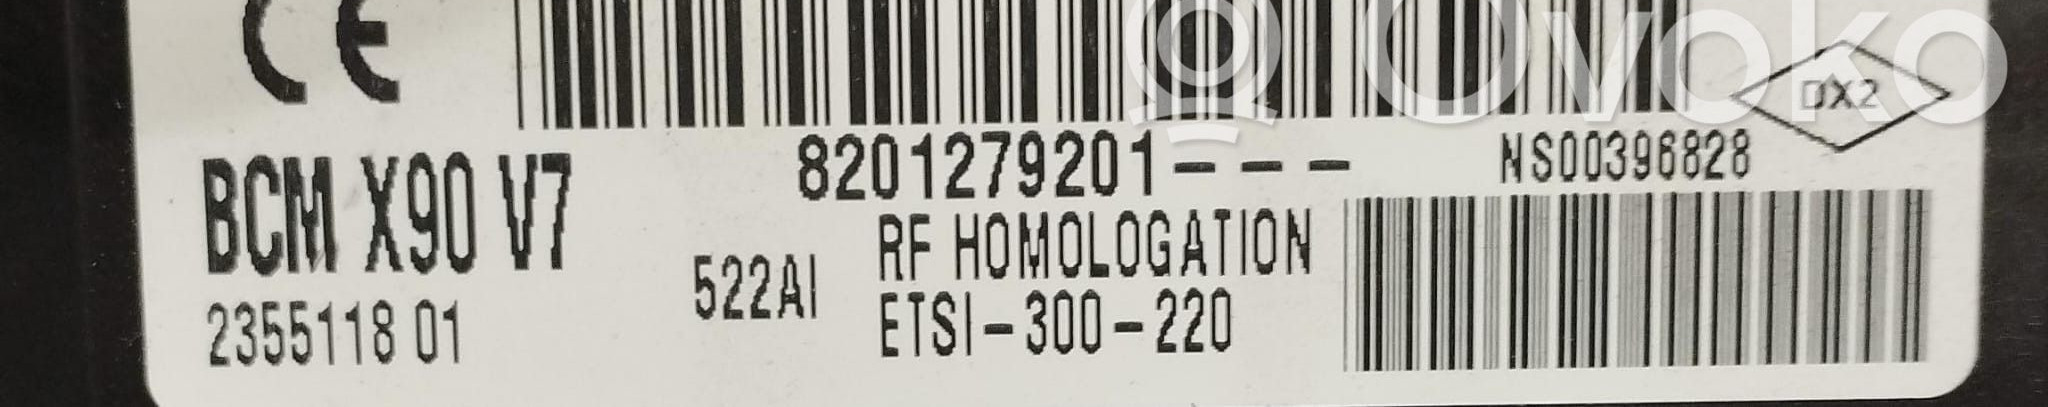 CE
Ovoko
DX2
8201279201---
NS00396828
BCM X90 V7
RF HOMOLOGATION
522AI
ETSI-300-220
2355118 01